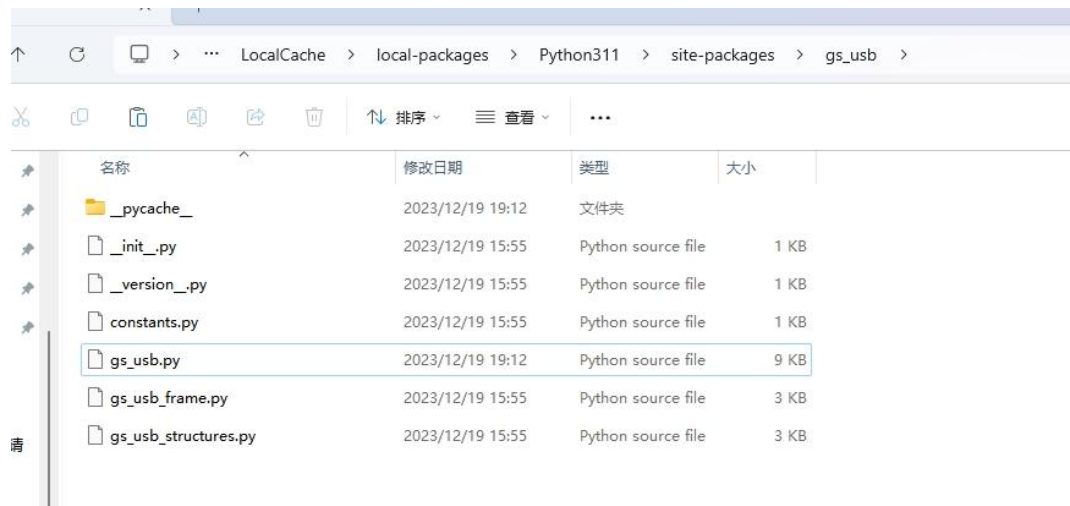 LocalCache > local-packages > Python311 > site-packages > gs_usb >
排序 查看
名称 修改日期 类型 大小
__pycache__ 2023/12/19 19:12 文件夹
__init__.py 2023/12/19 15:55 Python source file 1 KB
__version__.py 2023/12/19 15:55 Python source file 1 KB
constants.py 2023/12/19 15:55 Python source file 1 KB
gs_usb.py 2023/12/19 19:12 Python source file 9 KB
gs_usb_frame.py 2023/12/19 15:55 Python source file 3 KB
gs_usb_structures.py 2023/12/19 15:55 Python source file 3 KB